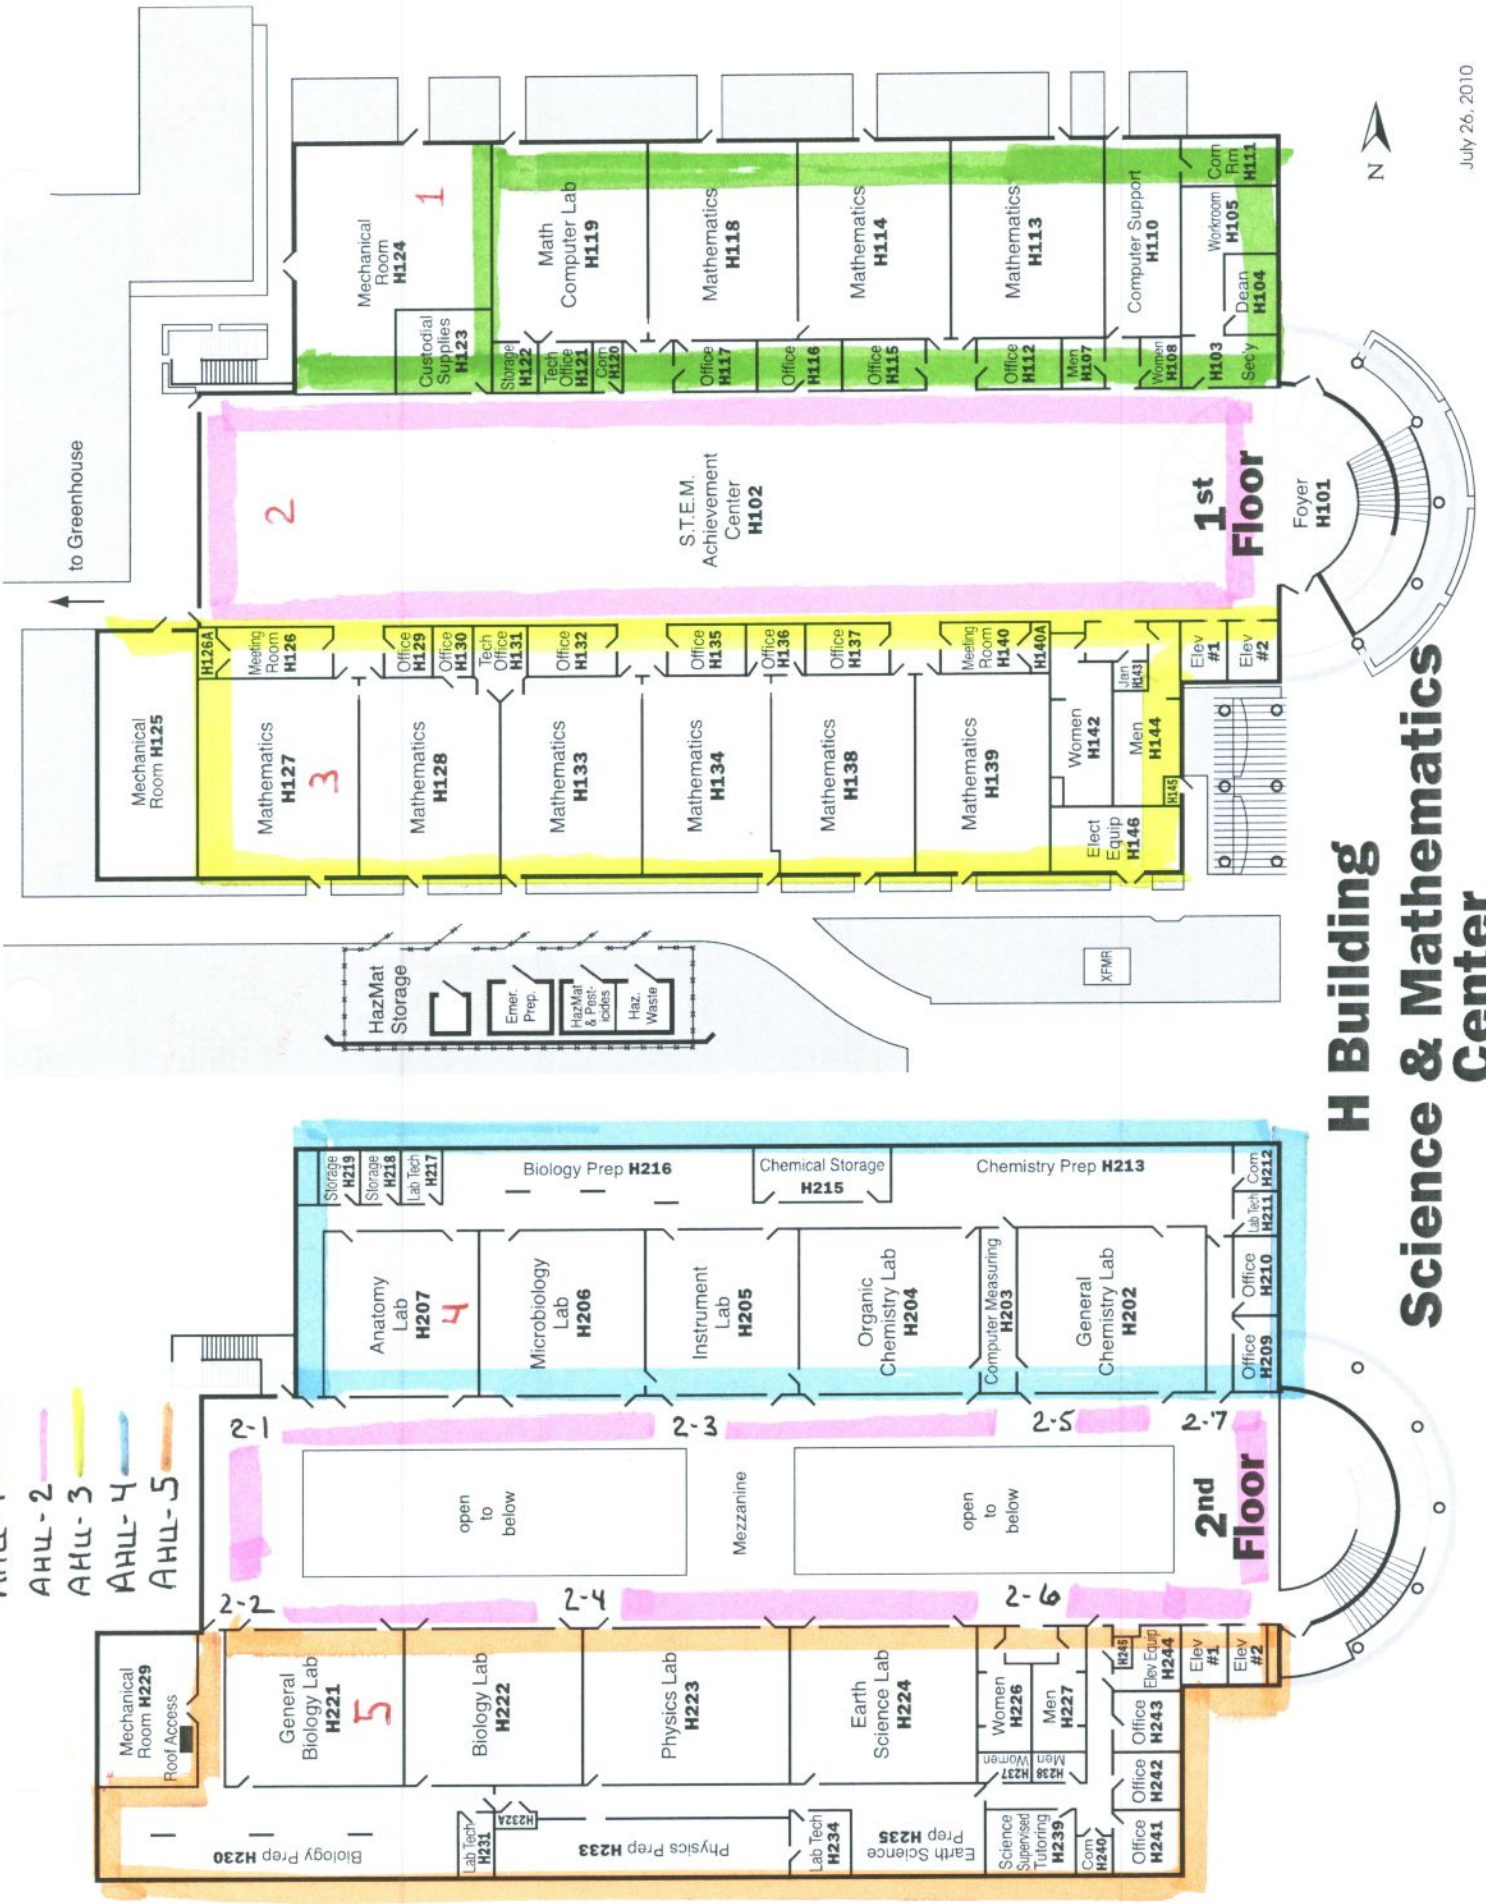 to Greenhouse
Mechanical
Room
H124
1
Custodial
Supplies
H123
Storage
H122
Tech
Office
H121
Com
H120
Math
Computer Lab
H119
Mathematics
H118
Mathematics
H114
Mathematics
H113
Computer Support
H110
Workroom
H105
Com
Rm
H111
Dean
H104
Office
H117
Office
H116
Office
H115
Office
H112
Men
H107
Women
H108
H103
Sec'y
2
S.T.E.M.
Achievement
Center
H102
1st
Floor
Foyer
H101
Mechanical
Room H125
H126A
Meeting
Room
H126
Office
H129
Office
H130
Tech
Office
H131
Office
H132
Office
H135
Office
H136
Office
H137
Meeting
Room
H140
H140A
Jan
H143
Elev
#1
Elev
#2
Mathematics
H127
3
Mathematics
H128
Mathematics
H133
Mathematics
H134
Mathematics
H138
Mathematics
H139
Women
H142
Men
H144
H145
Elect
Equip
H146
HazMat
Storage
Emer.
Prep.
HazMat
& Pest-
icides
Haz.
Waste
XFMR
N
July 26, 2010
H Building
Science & Mathematics
Center
AHU-2
AHU-3
AHU-4
AHU-5
Storage
H219
Storage
H218
Lab Tech
H217
Biology Prep H216
Chemical Storage
H215
Chemistry Prep H213
Com
H212
Lab Tech
H211
Office
H210
Office
H209
Anatomy
Lab
H207
4
Microbiology
Lab
H206
Instrument
Lab
H205
Organic
Chemistry Lab
H204
Computer Measuring
H203
General
Chemistry Lab
H202
2-1
2-3
2-5
2-7
open
to
below
Mezzanine
open
to
below
2nd
Floor
2-2
2-4
2-6
Mechanical
Room H229
Roof Access
General
Biology Lab
H221
5
Biology Lab
H222
Physics Lab
H223
Earth
Science Lab
H224
Women
H226
Men
H227
Women
H237
Men
H238
H245
Elev Equip
H244
Elev
#1
Elev
#2
Office
H243
Office
H242
Office
H241
Biology Prep H230
Lab Tech
H231
H232A
Physics Prep H233
Lab Tech
H234
Earth Science
Prep H235
Science
Supervised
Tutoring
H239
Com
H240